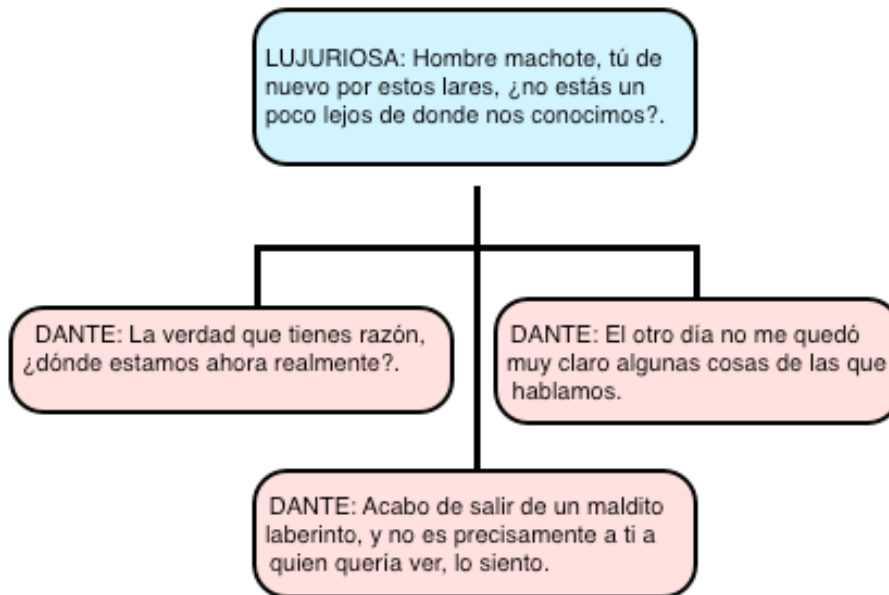 LUJURIOSA: Hombre machote, tú de
nuevo por estos lares, ¿no estás un
poco lejos de donde nos conocimos?.
DANTE: La verdad que tienes razón,
¿dónde estamos ahora realmente?.
DANTE: El otro día no me quedó
muy claro algunas cosas de las que
hablamos.
DANTE: Acabo de salir de un maldito
laberinto, y no es precisamente a ti a
quien quería ver, lo siento.